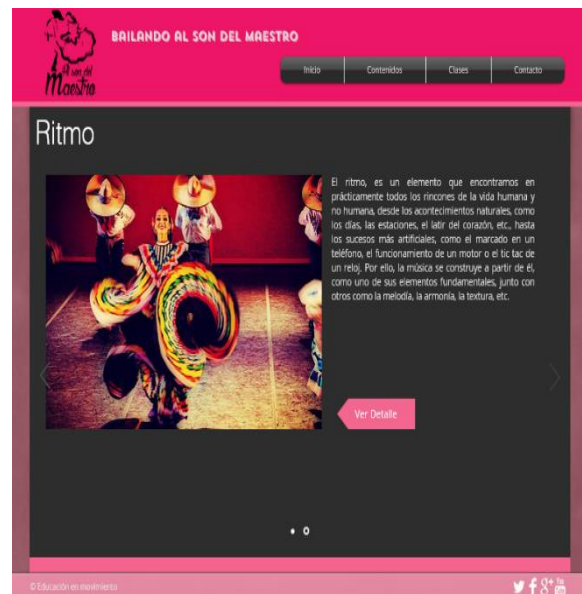 BAILANDO AL SON DEL MAESTRO
Al son del
Maestro
Inicio
Contenidos
Clases
Contacto
Ritmo
El ritmo, es un elemento que encontramos en
prácticamente todos los rincones de la vida humana y
no humana, desde los acontecimientos naturales, como
los días, las estaciones, el latir del corazón, etc., hasta
los sucesos más artificiales, como el marcado en un
teléfono, el funcionamiento de un motor o el tic tac de
un reloj. Por ello, la música se construye a partir de él,
como uno de sus elementos fundamentales, junto con
otros como la melodía, la armonía, la textura, etc.
Ver Detalle
© Educación en movimiento